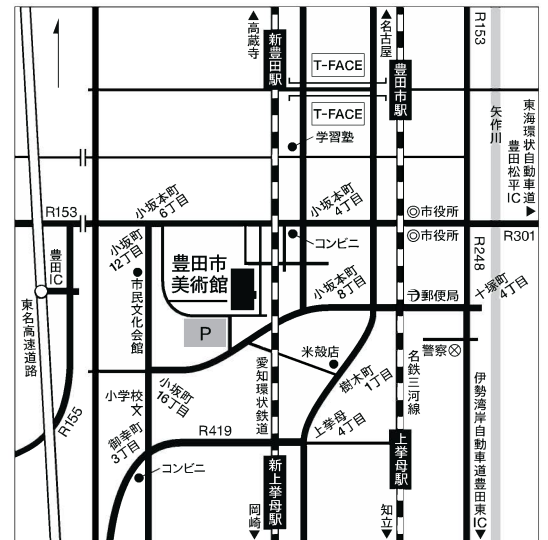 ▲高蔵寺
▲名古屋
R153
新豊田駅
T-FACE
豊田市駅
T-FACE
矢作川
東海環状自動車道
豊田松平IC▼
学習塾
小坂本町
6丁目
小坂本町
4丁目
◎市役所
R153
◎市役所
R301
コンビニ
小坂町
12丁目
豊田IC
豊田市
美術館
R248
市民文化会館
小坂本町
8丁目
〒郵便局
十塚町
4丁目
東名高速道路
P
米穀店
警察⊗
愛知環状鉄道
名鉄三河線
樹木町
1丁目
小学校
文
小坂町
16丁目
R155
御幸町
3丁目
R419
上挙母
4丁目
伊勢湾岸自動車道豊田東IC▼
コンビニ
新上挙母駅
上挙母駅
岡崎▼
知立▼